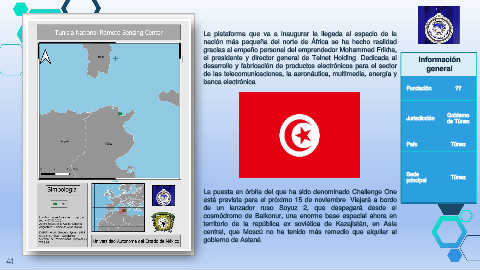 Tunisia National Remote Sensing Center
Simbología
Universidad Autónoma del Estado de México
La plataforma que va a inaugurar la llegada al espacio de la
nación más pequeña del norte de África se ha hecho realidad
gracias al empeño personal del emprendedor Mohammed Frikha,
el presidente y director general de Telnet Holding. Dedicada al
desarrollo y fabricación de productos electrónicos para el sector
de las telecomunicaciones, la aeronáutica, multimedia, energía y
banca electrónica
La puesta en órbita del que ha sido denominado Challenge One
está prevista para el próximo 15 de noviembre. Viajará a bordo
de un lanzador ruso Soyuz 2, que despegará desde el
cosmódromo de Baikonur, una enorme base espacial ahora en
territorio de la república ex soviética de Kazajistán, en Asia
central, que Moscú no ha tenido más remedio que alquilar al
gobierno de Astaná.
Información
general
Fundación ??
Jurisdicción Gobierno
de Túnez
País Túnez
Sede
principal Túnez